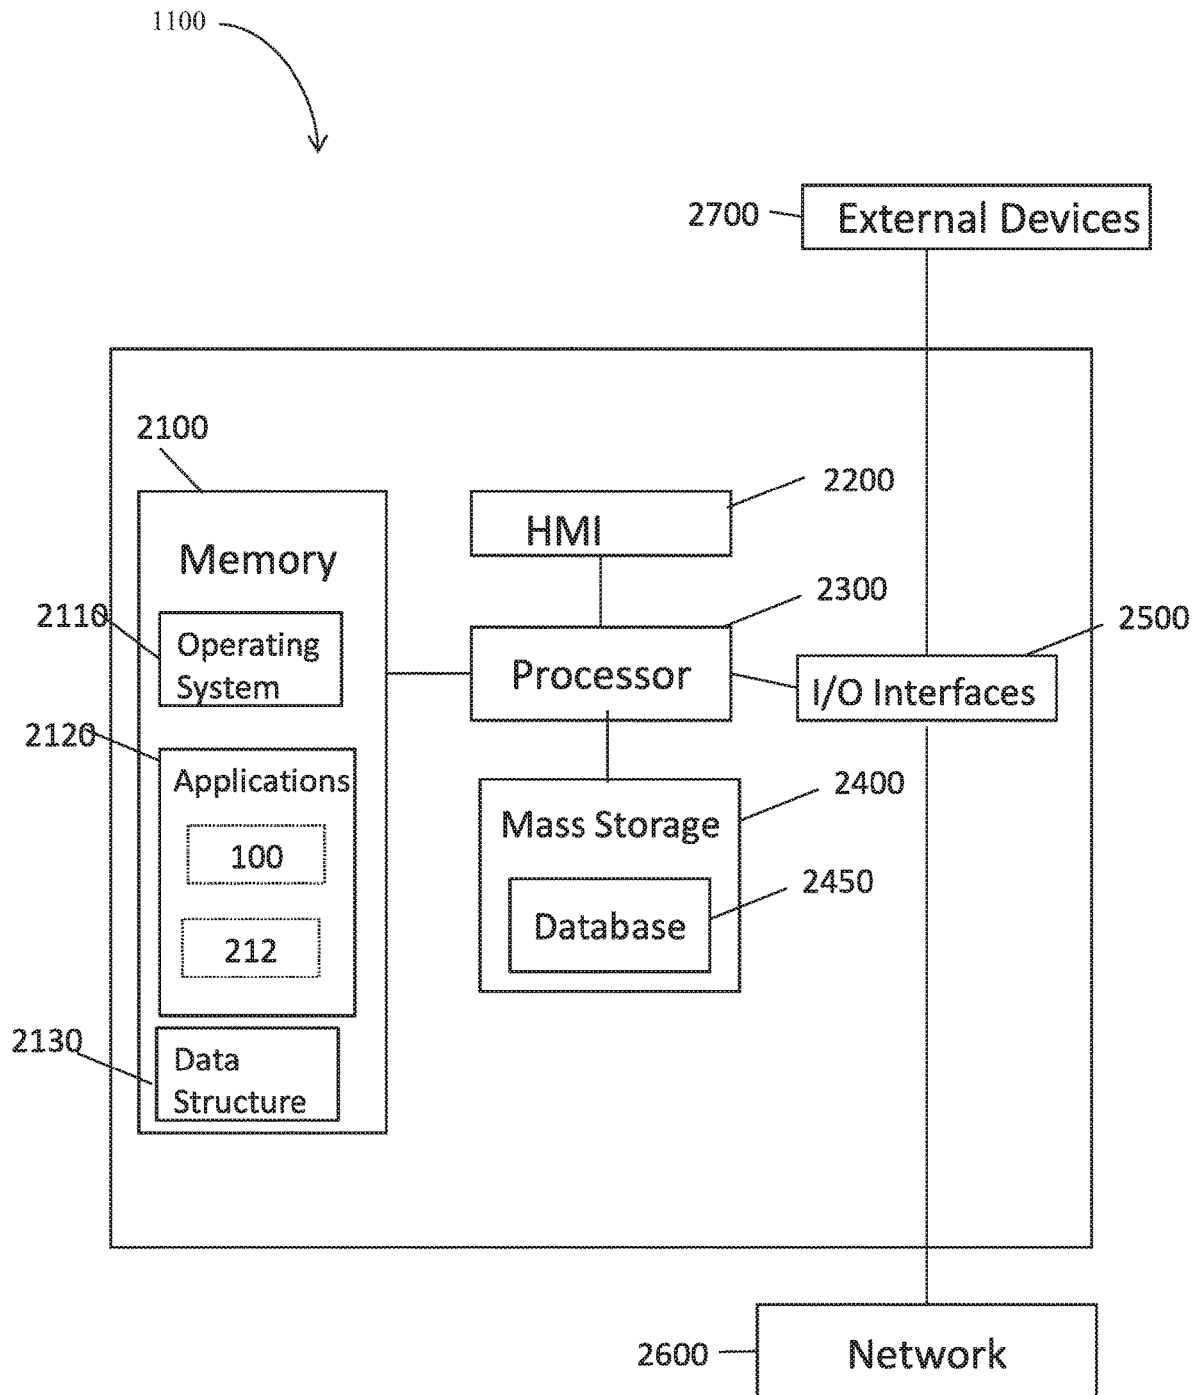 1100
2700
External Devices
2100
2200
HMI
Memory
2300
2110
2500
Operating
System
Processor
I/O Interfaces
2120
Applications
2400
Mass Storage
100
2450
Database
212
2130
Data
Structure
2600
Network